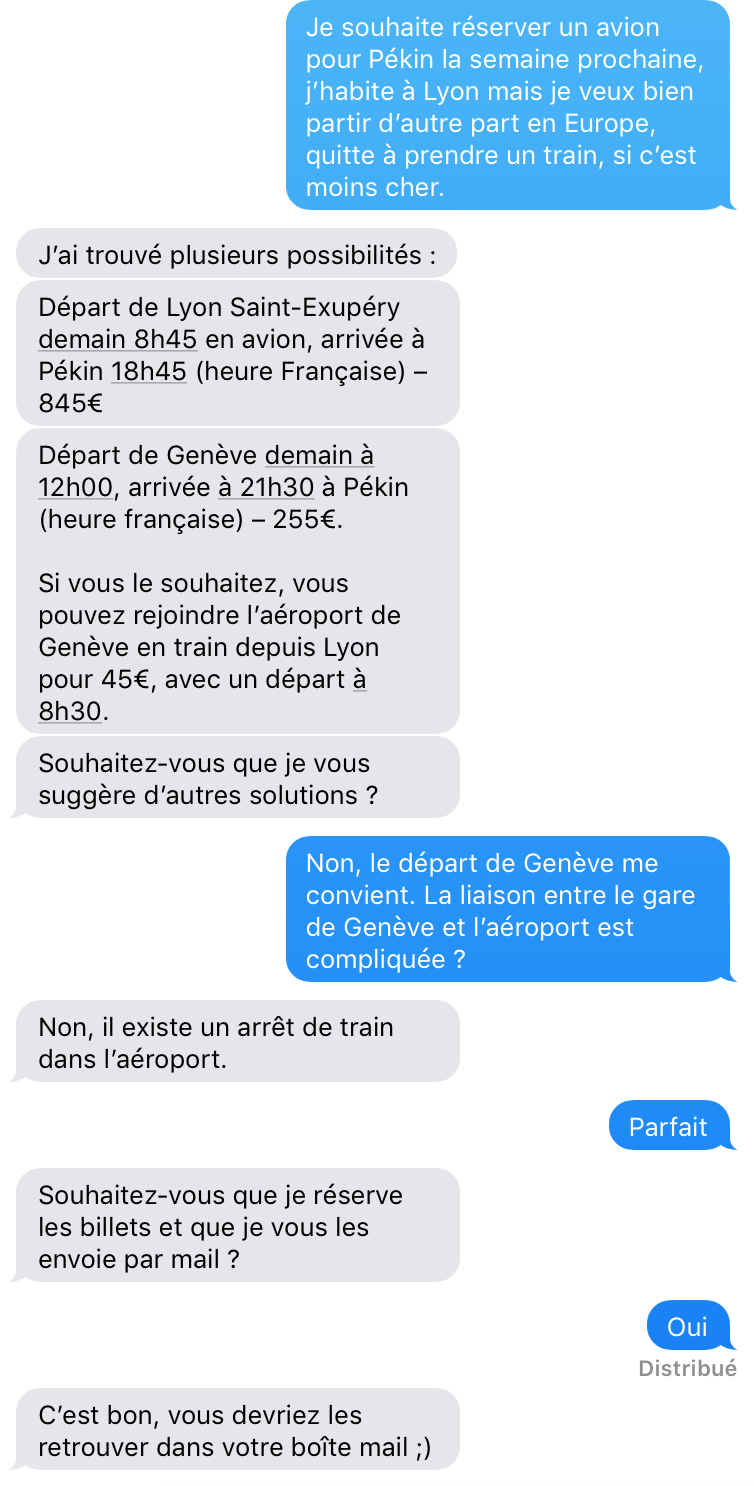 Je souhaite réserver un avion
pour Pékin la semaine prochaine,
j’habite à Lyon mais je veux bien
partir d’autre part en Europe,
quitte à prendre un train, si c’est
moins cher.
J’ai trouvé plusieurs possibilités :
Départ de Lyon Saint-Exupéry
demain 8h45 en avion, arrivée à
Pékin 18h45 (heure Française) –
845€
Départ de Genève demain à
12h00, arrivée à 21h30 à Pékin
(heure française) – 255€.
Si vous le souhaitez, vous
pouvez rejoindre l’aéroport de
Genève en train depuis Lyon
pour 45€, avec un départ à
8h30.
Souhaitez-vous que je vous
suggère d’autres solutions ?
Non, le départ de Genève me
convient. La liaison entre le gare
de Genève et l’aéroport est
compliquée ?
Non, il existe un arrêt de train
dans l’aéroport.
Parfait
Souhaitez-vous que je réserve
les billets et que je vous les
envoie par mail ?
Oui
Distribué
C’est bon, vous devriez les
retrouver dans votre boîte mail ;)